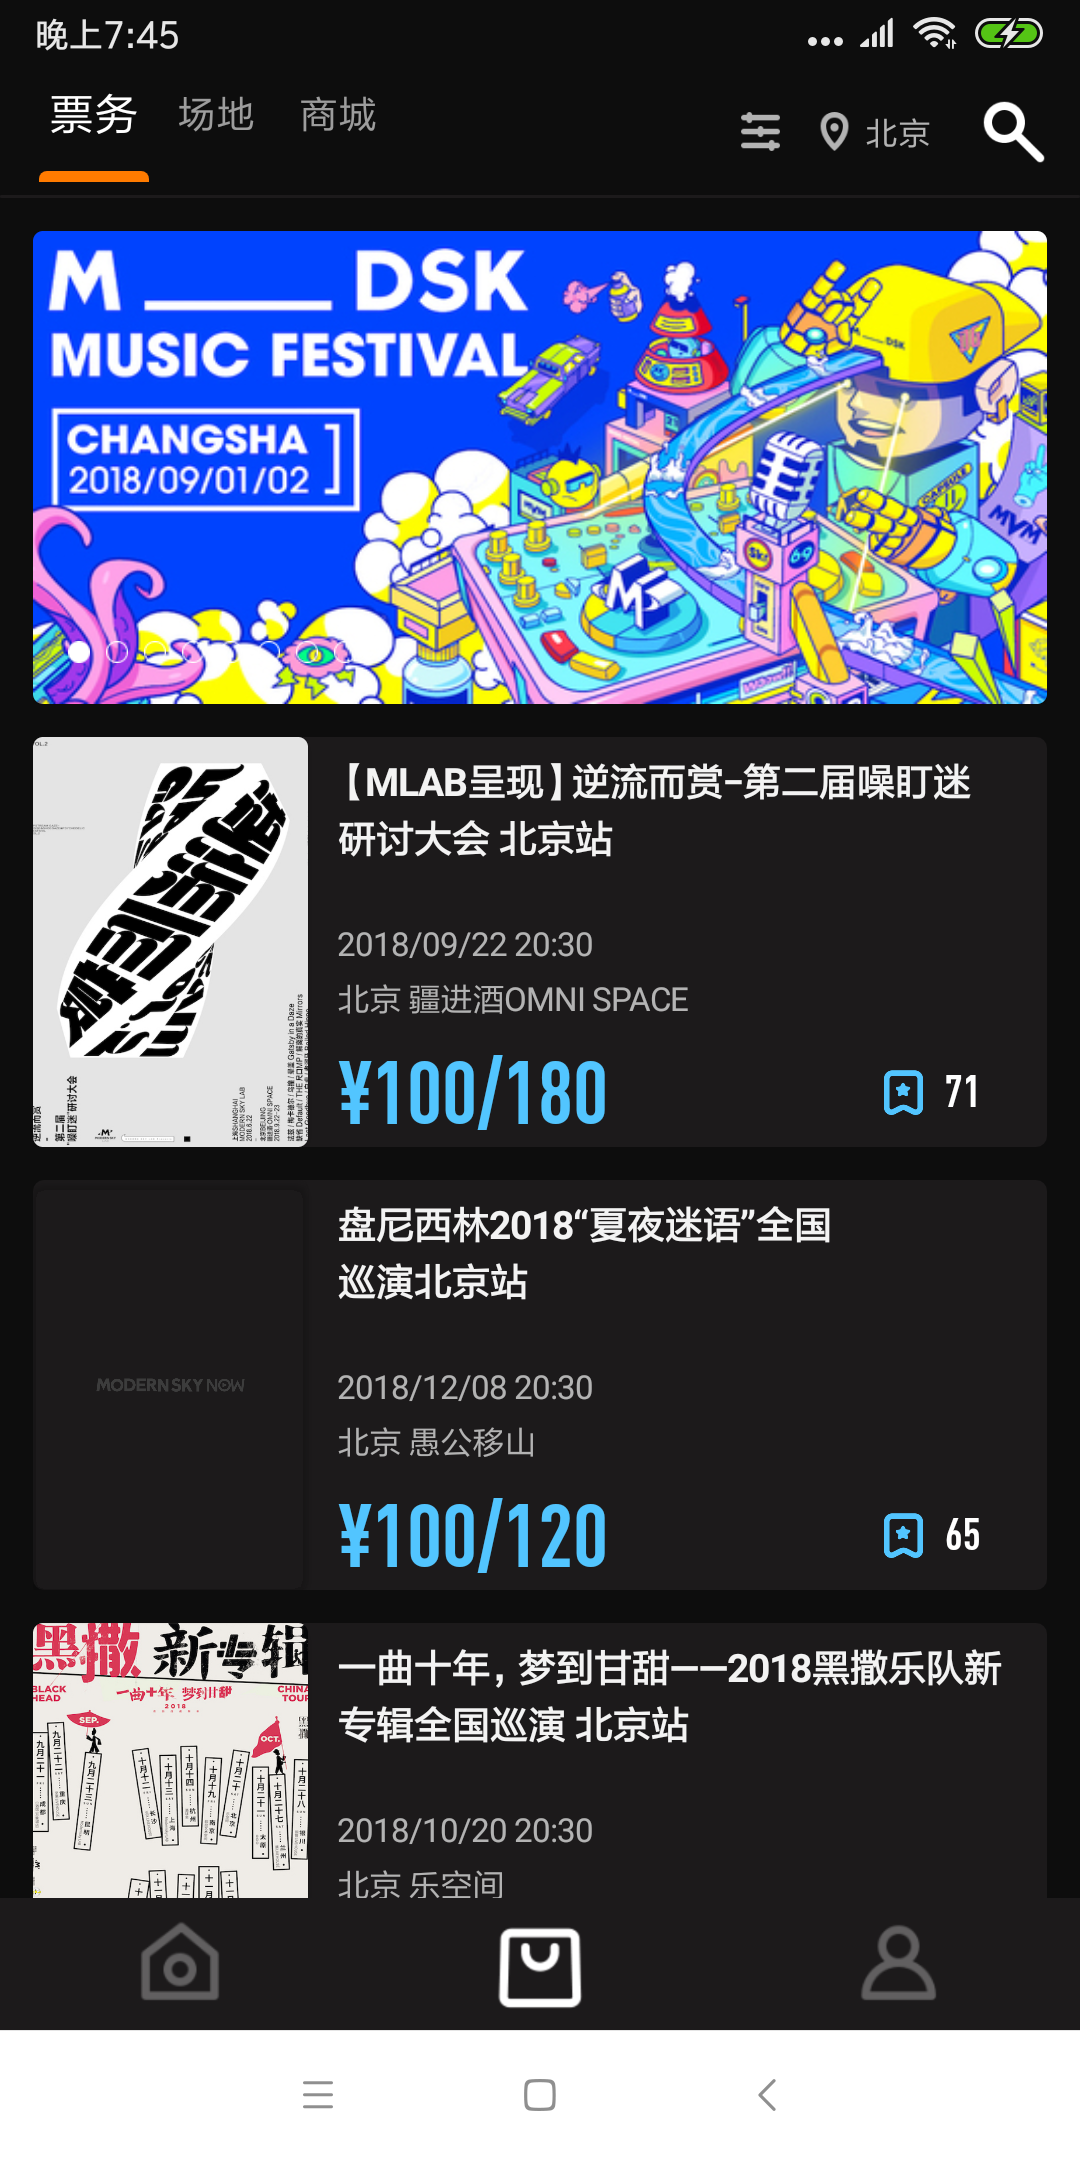 晚上7:45
票务 场地 商城 北京
M____DSK
MUSIC FESTIVAL
CHANGSHA
2018/09/01/02
【MLAB呈现】逆流而赏-第二届噪盯迷
研讨大会 北京站
2018/09/22 20:30
北京 疆进酒OMNI SPACE
¥100/180
71
盘尼西林2018“夏夜迷语”全国
巡演北京站
2018/12/08 20:30
北京 愚公移山
MODERN SKY NOW
¥100/120
65
黑撒 新专辑
BLACK HEAD
一曲十年 梦到甘甜
2018
CHINA TOUR
SEP.
OCT.
一曲十年，梦到甘甜——2018黑撒乐队新
专辑全国巡演 北京站
2018/10/20 20:30
北京 乐空间